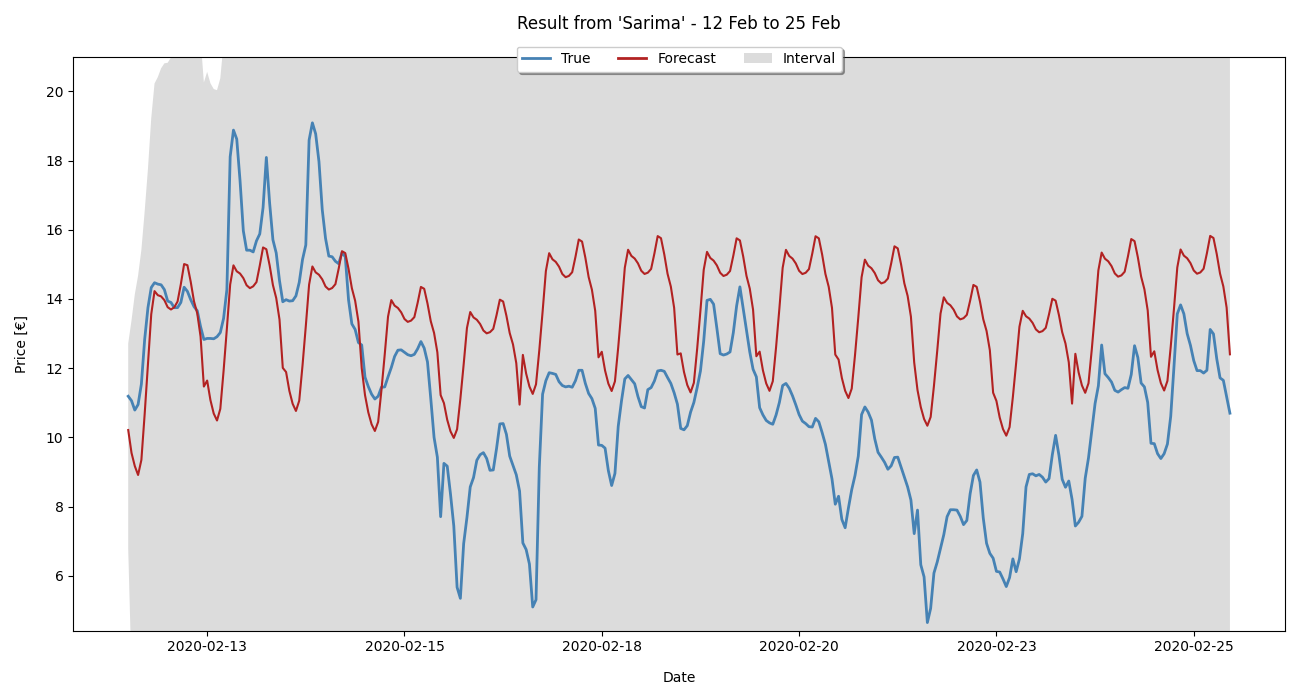 Result from 'Sarima' - 12 Feb to 25 Feb
True Forecast Interval
Price [€]
20
18
16
14
12
10
8
6
2020-02-13 2020-02-15 2020-02-18 2020-02-20 2020-02-23 2020-02-25
Date